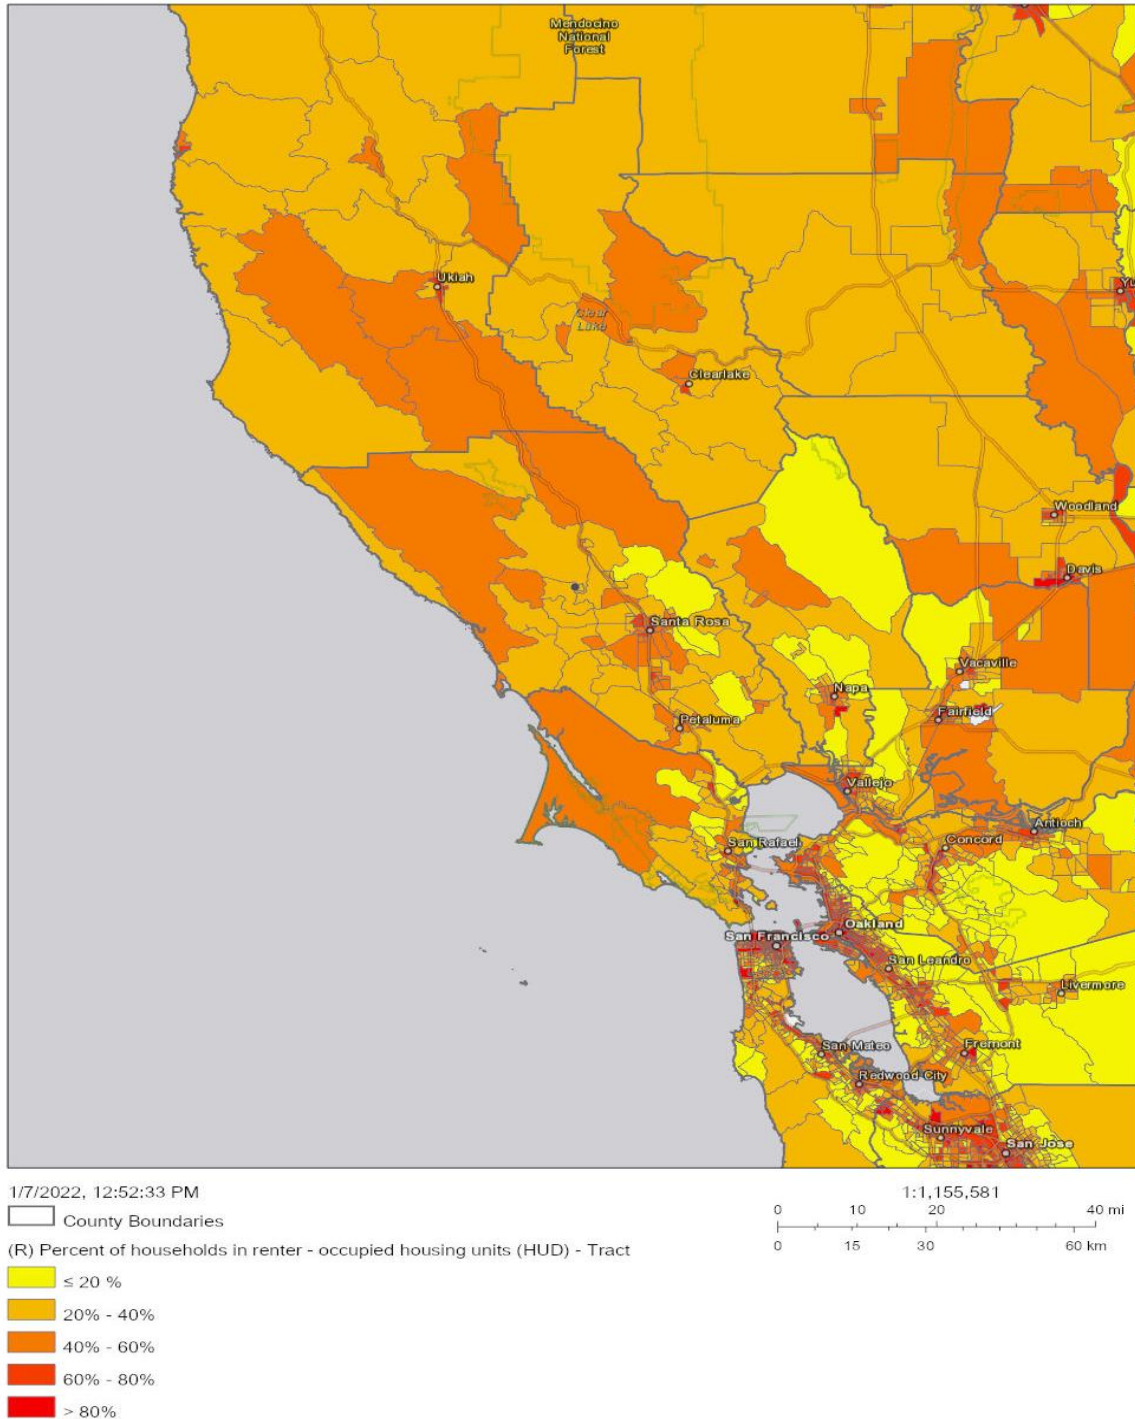 Mendocino
National
Forest
Ukiah
Yu
Clear
Lake
Clearlake
Woodland
Davis
Santa Rosa
Vacaville
Napa
Fairfield
Petaluma
Vallejo
Antioch
Concord
San Rafael
Oakland
San Francisco
San Leandro
Livermore
Fremont
San Mateo
Redwood City
Sunnyvale
San Jose
1/7/2022, 12:52:33 PM
1:1,155,581
County Boundaries
0 10 20 40 mi
0 15 30 60 km
(R) Percent of households in renter - occupied housing units (HUD) - Tract
≤ 20 %
20% - 40%
40% - 60%
60% - 80%
> 80%